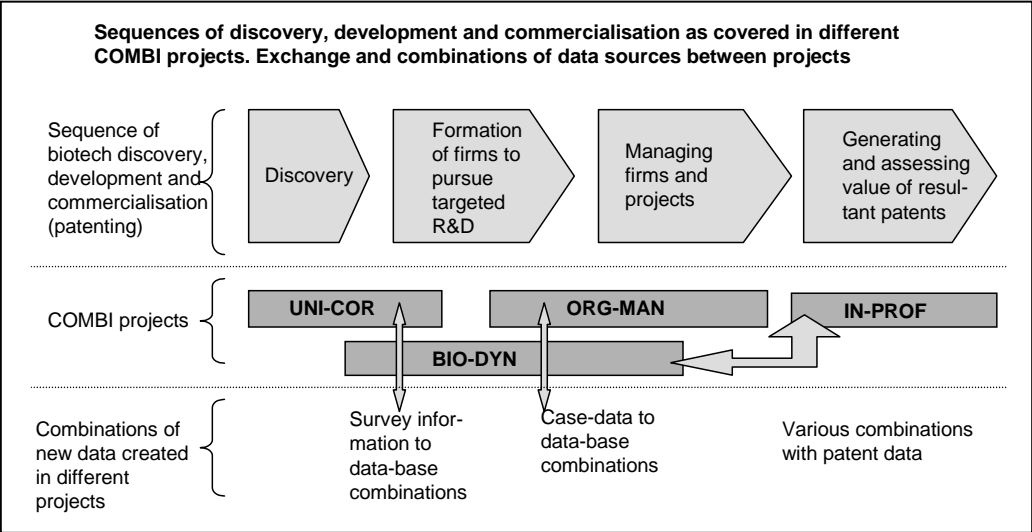 Sequences of discovery, development and commercialisation as covered in different
COMBI projects. Exchange and combinations of data sources between projects
Sequence of
biotech discovery,
development and
commercialisation
(patenting)
Discovery
Formation
of firms to
pursue
targeted
R&D
Managing
firms and
projects
Generating
and assessing
value of resul-
tant patents
COMBI projects
UNI-COR
ORG-MAN
IN-PROF
BIO-DYN
Combinations of
new data created
in different
projects
Survey infor-
mation to
data-base
combinations
Case-data to
data-base
combinations
Various combinations
with patent data